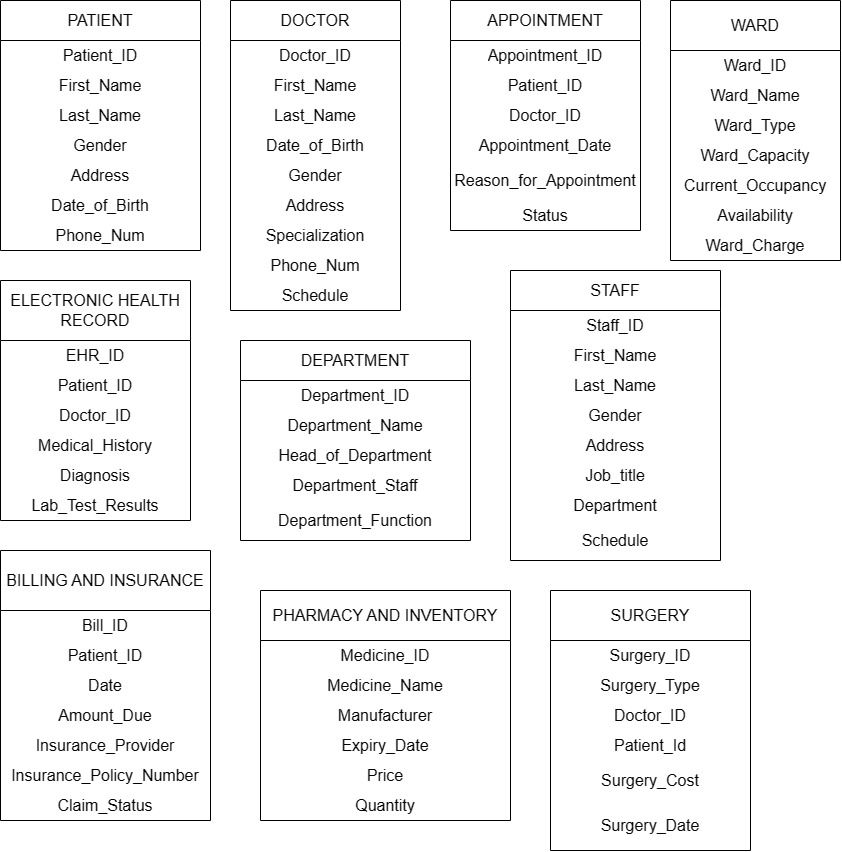 PATIENT
Patient_ID
First_Name
Last_Name
Gender
Address
Date_of_Birth
Phone_Num
DOCTOR
Doctor_ID
First_Name
Last_Name
Date_of_Birth
Gender
Address
Specialization
Phone_Num
Schedule
APPOINTMENT
Appointment_ID
Patient_ID
Doctor_ID
Appointment_Date
Reason_for_Appointment
Status
WARD
Ward_ID
Ward_Name
Ward_Type
Ward_Capacity
Current_Occupancy
Availability
Ward_Charge
ELECTRONIC HEALTH
RECORD
EHR_ID
Patient_ID
Doctor_ID
Medical_History
Diagnosis
Lab_Test_Results
DEPARTMENT
Department_ID
Department_Name
Head_of_Department
Department_Staff
Department_Function
STAFF
Staff_ID
First_Name
Last_Name
Gender
Address
Job_title
Department
Schedule
BILLING AND INSURANCE
Bill_ID
Patient_ID
Date
Amount_Due
Insurance_Provider
Insurance_Policy_Number
Claim_Status
PHARMACY AND INVENTORY
Medicine_ID
Medicine_Name
Manufacturer
Expiry_Date
Price
Quantity
SURGERY
Surgery_ID
Surgery_Type
Doctor_ID
Patient_Id
Surgery_Cost
Surgery_Date